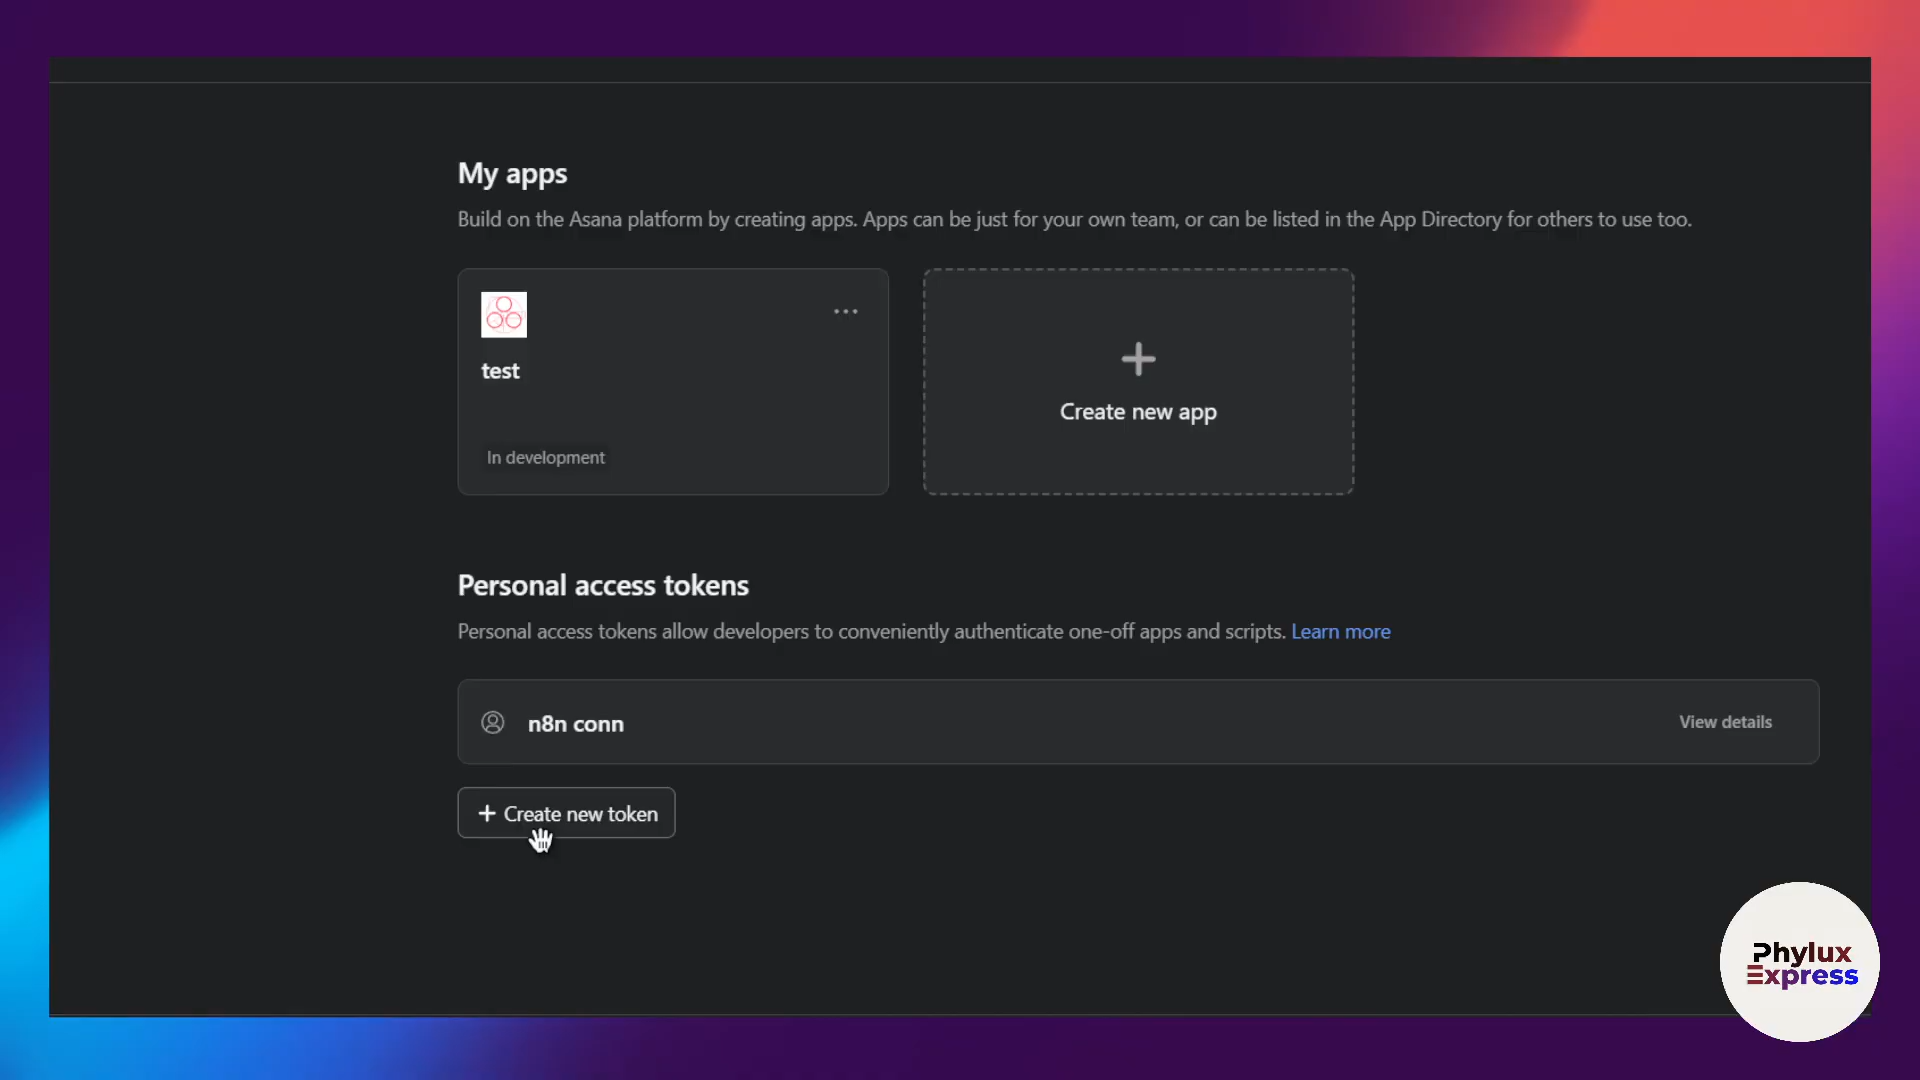 My apps
Build on the Asana platform by creating apps. Apps can be just for your own team, or can be listed in the App Directory for others to use too.
test
In development
Create new app
Personal access tokens
Personal access tokens allow developers to conveniently authenticate one-off apps and scripts. Learn more
n8n conn
View details
+ Create new token
Phylux
Express